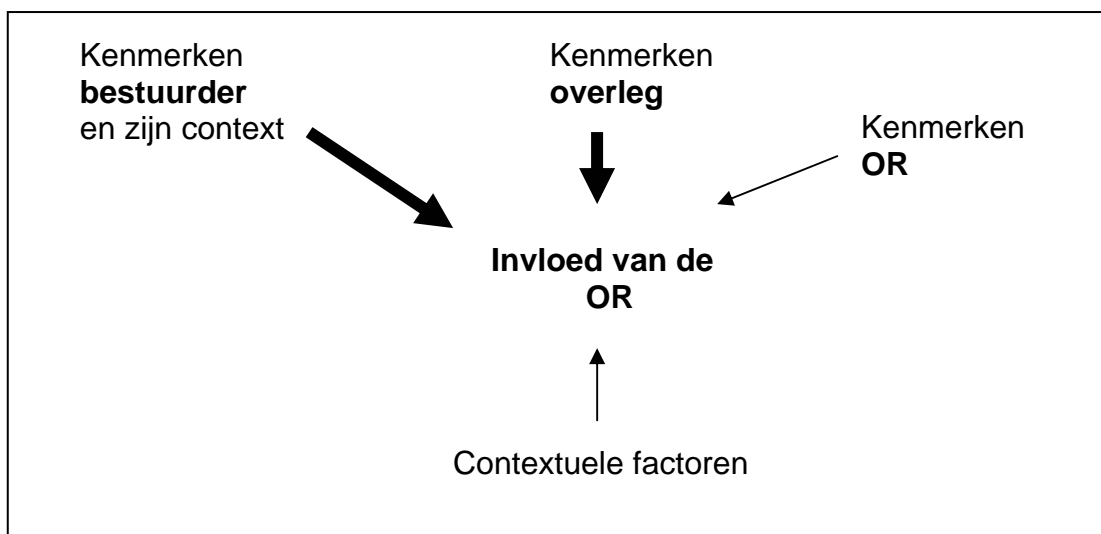 Kenmerken
bestuurder
en zijn context
Kenmerken
overleg
Kenmerken
OR
Invloed van de
OR
Contextuele factoren